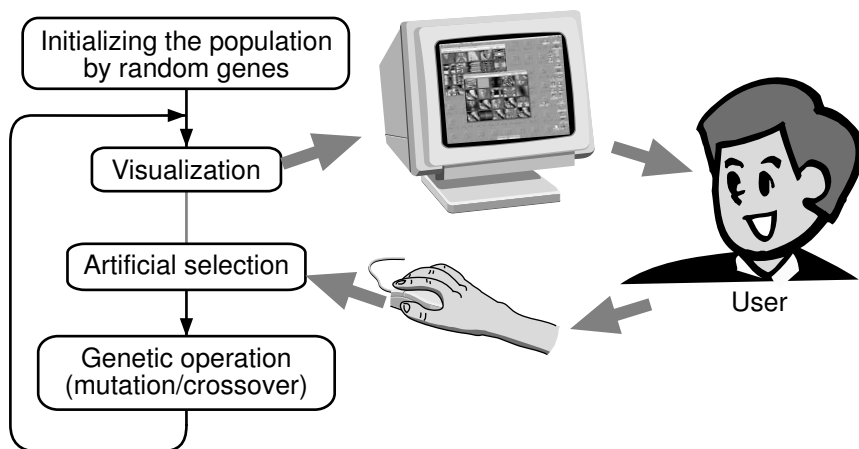 Initializing the population
by random genes
Visualization
Artificial selection
User
Genetic operation
(mutation/crossover)